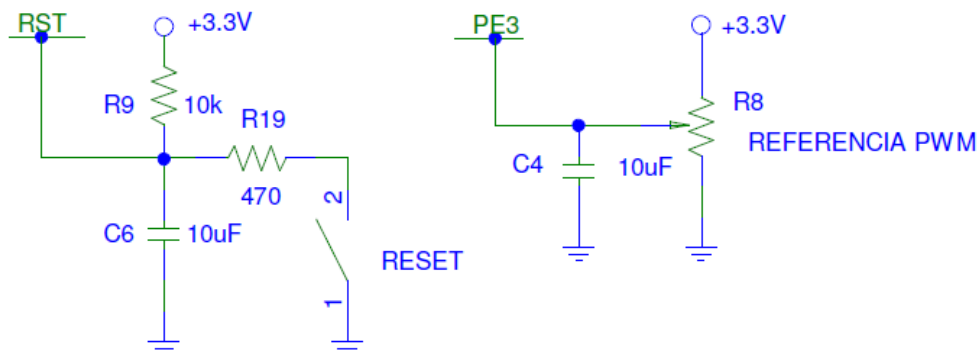 RST
+3.3V
R9
10k
R19
470
C6
10uF
2
1
RESET
PE3
+3.3V
R8
REFERENCIA PWM
C4
10uF